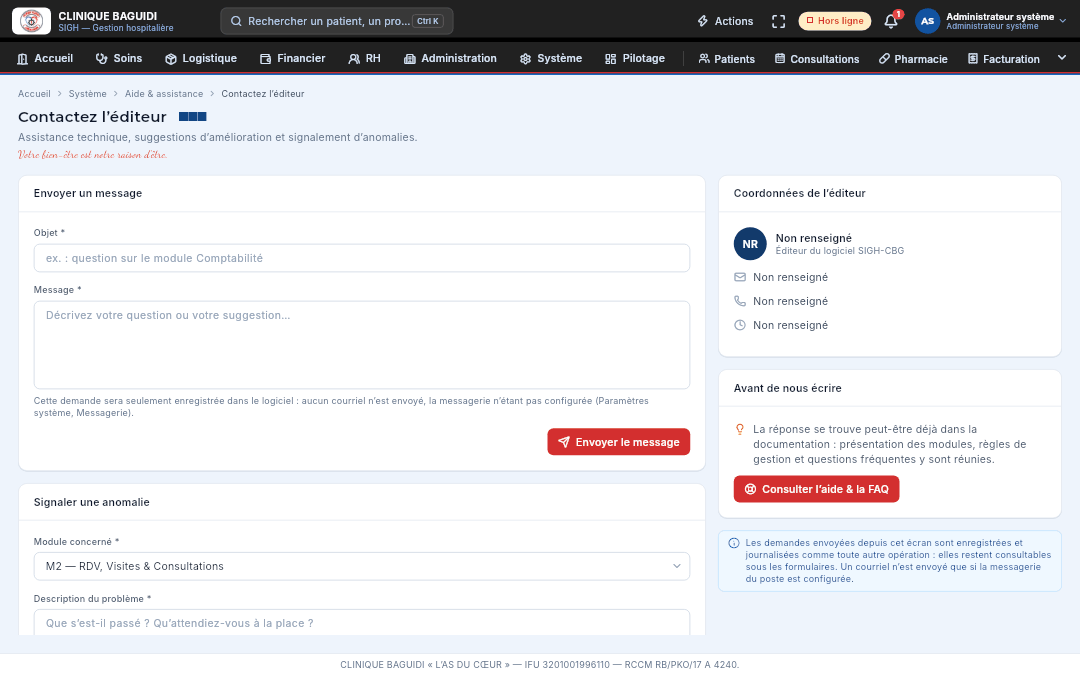 CLINIQUE BAGUIDI
SIGH — Gestion hospitalière
Rechercher un patient, un pro... Ctrl K
Actions
Hors ligne
1
AS
Administrateur système
Administrateur système
Accueil
Soins
Logistique
Financier
RH
Administration
Système
Pilotage
Patients
Consultations
Pharmacie
Facturation
Accueil > Système > Aide & assistance > Contactez l’éditeur
Contactez l’éditeur
Assistance technique, suggestions d’amélioration et signalement d’anomalies.
Votre bien-être est notre raison d'être.
Envoyer un message
Objet *
ex. : question sur le module Comptabilité
Message *
Décrivez votre question ou votre suggestion...
Cette demande sera seulement enregistrée dans le logiciel : aucun courriel n’est envoyé, la messagerie n’étant pas configurée (Paramètres
système, Messagerie).
Envoyer le message
Signaler une anomalie
Module concerné *
M2 — RDV, Visites & Consultations
Description du problème *
Que s’est-il passé ? Qu’attendiez-vous à la place ?
Coordonnées de l’éditeur
NR
Non renseigné
Éditeur du logiciel SIGH-CBG
Non renseigné
Non renseigné
Non renseigné
Avant de nous écrire
La réponse se trouve peut-être déjà dans la
documentation : présentation des modules, règles de
gestion et questions fréquentes y sont réunies.
Consulter l’aide & la FAQ
Les demandes envoyées depuis cet écran sont enregistrées et
journalisées comme toute autre opération : elles restent consultables
sous les formulaires. Un courriel n’est envoyé que si la messagerie
du poste est configurée.
CLINIQUE BAGUIDI « L’AS DU CŒUR » — IFU 3201001996110 — RCCM RB/PKO/17 A 4240.